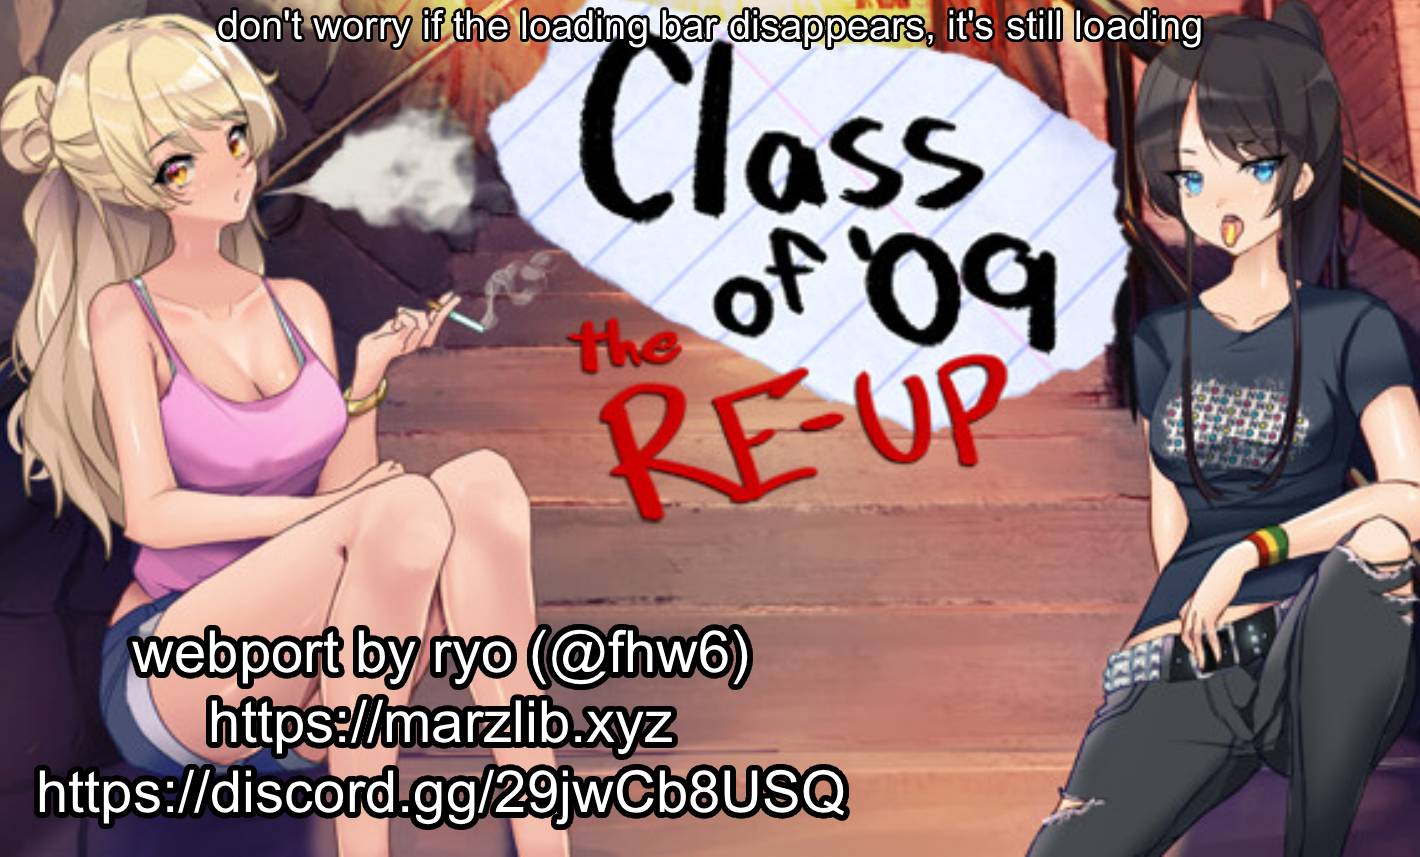 don't worry if the loading bar disappears, it's still loading
Class
of '09
the
RE-UP
webport by ryo (@fhw6)
https://marzlib.xyz
https://discord.gg/29jwCb8USQ